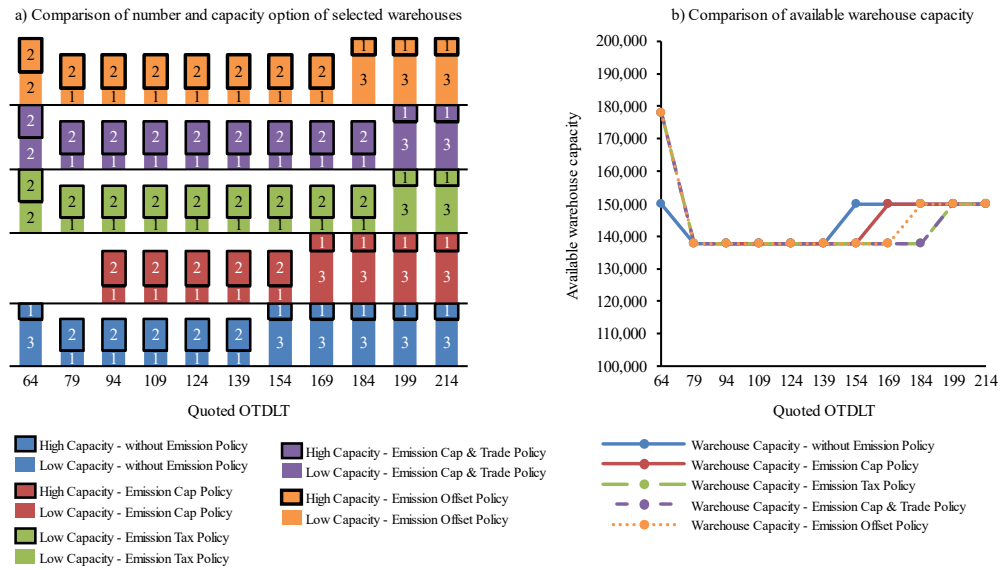 a) Comparison of number and capacity option of selected warehouses
2 2 2 2 2 2 2 2 1 1 1
2 1 1 1 1 1 1 1 3 3 3
2 2 2 2 2 2 2 2 2 1 1
2 1 1 1 1 1 1 1 1 3 3
2 2 2 2 2 2 2 2 2 1 1
2 1 1 1 1 1 1 1 1 3 3
2 2 2 2 2 1 1 1 1
1 1 1 1 1 3 3 3 3
1 2 2 2 2 2 1 1 1 1 1
3 1 1 1 1 1 3 3 3 3 3
64 79 94 109 124 139 154 169 184 199 214
Quoted OTDLT
High Capacity - without Emission Policy
Low Capacity - without Emission Policy
High Capacity - Emission Cap Policy
Low Capacity - Emission Cap Policy
Low Capacity - Emission Tax Policy
Low Capacity - Emission Tax Policy
High Capacity - Emission Cap & Trade Policy
Low Capacity - Emission Cap & Trade Policy
High Capacity - Emission Offset Policy
Low Capacity - Emission Offset Policy
b) Comparison of available warehouse capacity
Available warehouse capacity
200,000
190,000
180,000
170,000
160,000
150,000
140,000
130,000
120,000
110,000
100,000
64 79 94 109 124 139 154 169 184 199 214
Quoted OTDLT
Warehouse Capacity - without Emission Policy
Warehouse Capacity - Emission Cap Policy
Warehouse Capacity - Emission Tax Policy
Warehouse Capacity - Emission Cap & Trade Policy
Warehouse Capacity - Emission Offset Policy